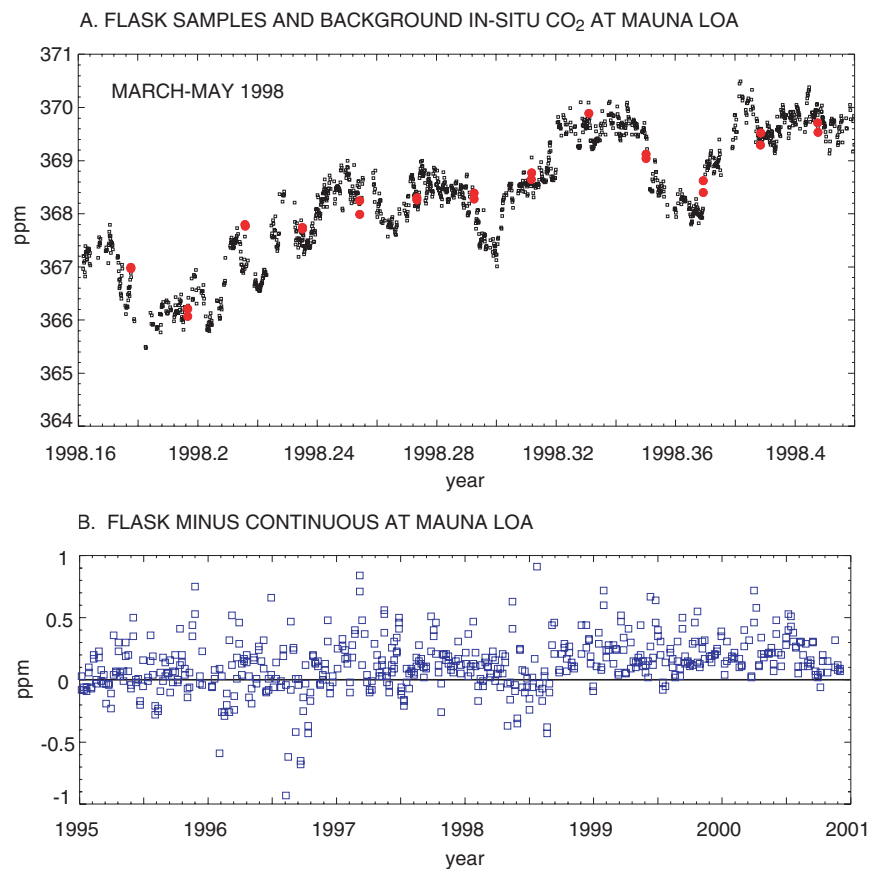 A. FLASK SAMPLES AND BACKGROUND IN-SITU CO2 AT MAUNA LOA
371
370
369
368
367
366
365
364
ppm
MARCH-MAY 1998
1998.16 1998.2 1998.24 1998.28 1998.32 1998.36 1998.4
year
B. FLASK MINUS CONTINUOUS AT MAUNA LOA
1
0.5
0
-0.5
-1
ppm
1995 1996 1997 1998 1999 2000 2001
year